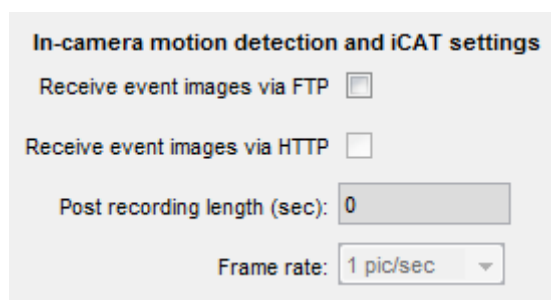 In-camera motion detection and iCAT settings
Receive event images via FTP
Receive event images via HTTP
Post recording length (sec): 0
Frame rate: 1 pic/sec